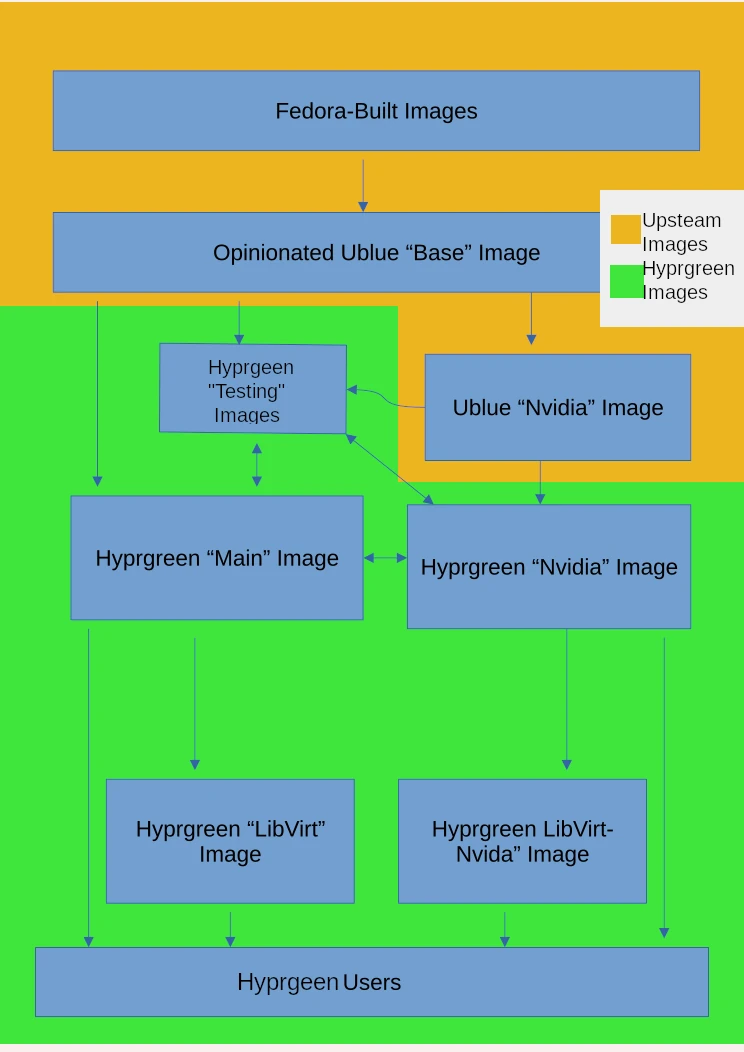 Fedora-Built Images
Opinionated Ublue “Base” Image
Upsteam
Images
Hyprgreen
Images
Hyprgeen
"Testing"
Images
Ublue “Nvidia” Image
Hyprgreen “Main” Image
Hyprgreen “Nvidia” Image
Hyprgreen “LibVirt”
Image
Hyprgreen LibVirt-
Nvida” Image
Hyprgeen Users